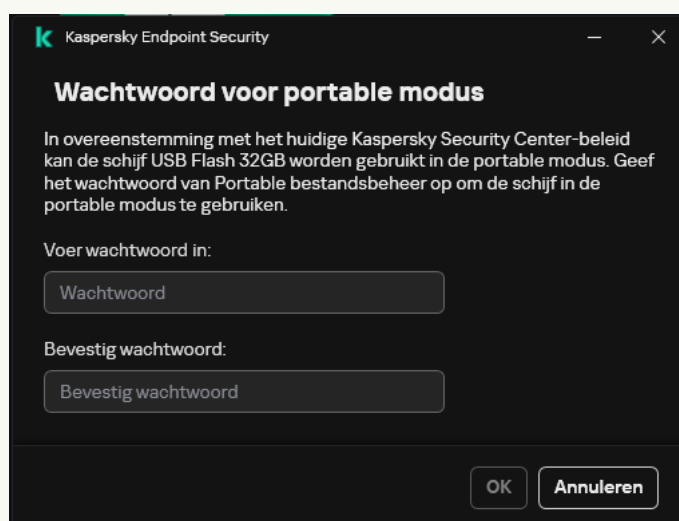 Kaspersky Endpoint Security
Wachtwoord voor portable modus
In overeenstemming met het huidige Kaspersky Security Center-beleid
kan de schijf USB Flash 32GB worden gebruikt in de portable modus. Geef
het wachtwoord van Portable bestandsbeheer op om de schijf in de
portable modus te gebruiken.
Voer wachtwoord in:
Wachtwoord
Bevestig wachtwoord:
Bevestig wachtwoord
OK Annuleren